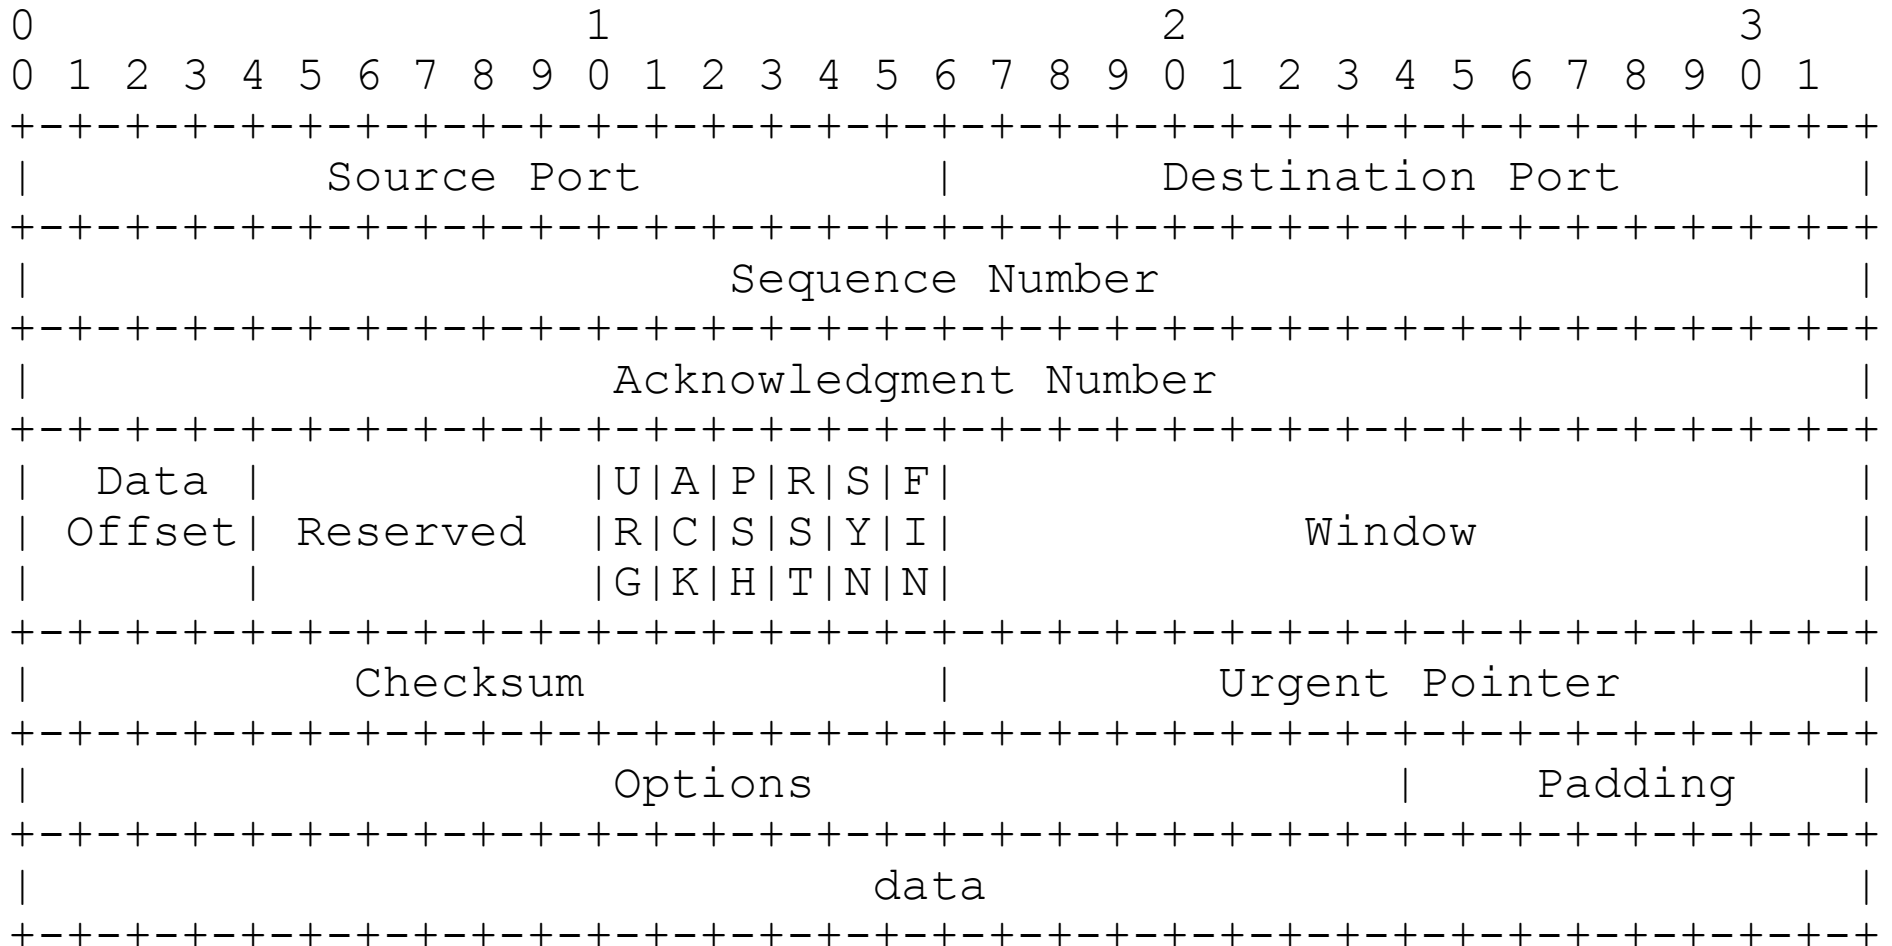 0                   1                   2                   3
0 1 2 3 4 5 6 7 8 9 0 1 2 3 4 5 6 7 8 9 0 1 2 3 4 5 6 7 8 9 0 1
+-+-+-+-+-+-+-+-+-+-+-+-+-+-+-+-+-+-+-+-+-+-+-+-+-+-+-+-+-+-+-+-+
|          Source Port          |       Destination Port        |
+-+-+-+-+-+-+-+-+-+-+-+-+-+-+-+-+-+-+-+-+-+-+-+-+-+-+-+-+-+-+-+-+
|                        Sequence Number                        |
+-+-+-+-+-+-+-+-+-+-+-+-+-+-+-+-+-+-+-+-+-+-+-+-+-+-+-+-+-+-+-+-+
|                    Acknowledgment Number                      |
+-+-+-+-+-+-+-+-+-+-+-+-+-+-+-+-+-+-+-+-+-+-+-+-+-+-+-+-+-+-+-+-+
|  Data |           |U|A|P|R|S|F|                               |
| Offset| Reserved  |R|C|S|S|Y|I|            Window             |
|       |           |G|K|H|T|N|N|                               |
+-+-+-+-+-+-+-+-+-+-+-+-+-+-+-+-+-+-+-+-+-+-+-+-+-+-+-+-+-+-+-+-+
|           Checksum            |         Urgent Pointer        |
+-+-+-+-+-+-+-+-+-+-+-+-+-+-+-+-+-+-+-+-+-+-+-+-+-+-+-+-+-+-+-+-+
|                    Options                    |    Padding    |
+-+-+-+-+-+-+-+-+-+-+-+-+-+-+-+-+-+-+-+-+-+-+-+-+-+-+-+-+-+-+-+-+
|                             data                              |
+-+-+-+-+-+-+-+-+-+-+-+-+-+-+-+-+-+-+-+-+-+-+-+-+-+-+-+-+-+-+-+-+